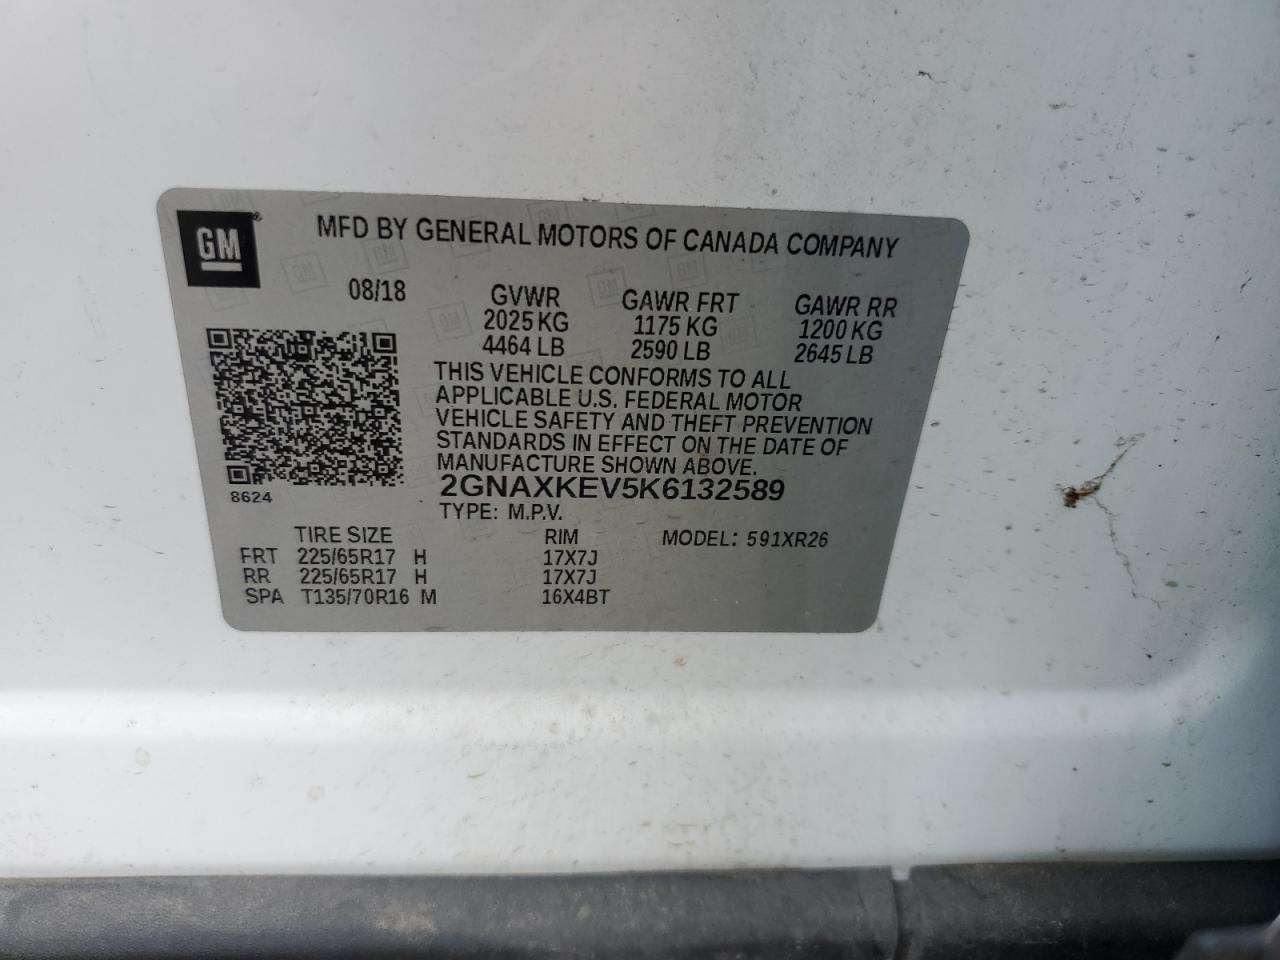 GM®
MFD BY GENERAL MOTORS OF CANADA COMPANY
08/18
GVWR GAWR FRT GAWR RR
2025 KG 1175 KG 1200 KG
4464 LB 2590 LB 2645 LB
THIS VEHICLE CONFORMS TO ALL
APPLICABLE U.S. FEDERAL MOTOR
VEHICLE SAFETY AND THEFT PREVENTION
STANDARDS IN EFFECT ON THE DATE OF
MANUFACTURE SHOWN ABOVE.
8624
2GNAXKEV5K6132589
TYPE: M.P.V.
TIRE SIZE RIM MODEL: 591XR26
FRT 225/65R17 H 17X7J
RR 225/65R17 H 17X7J
SPA T135/70R16 M 16X4BT